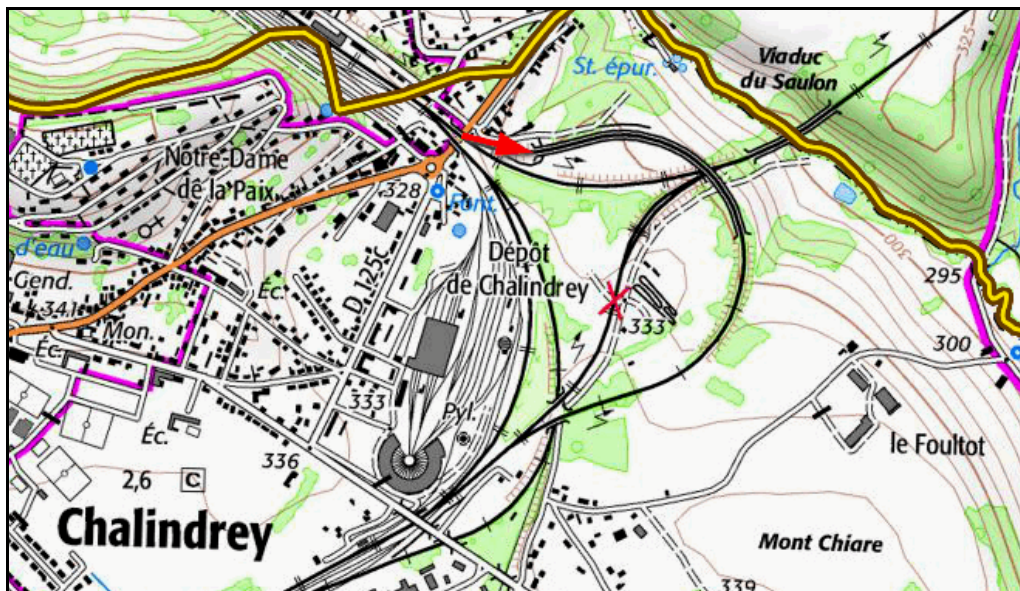 St. épur.
Viaduc
du Saulon
325
Notre-Dame
de la Paix
328
Font.
d'eau
Gend.
341
Mon.
Éc.
Éc.
Éc.
D 125c
Dépôt
de Chalindrey
333
300
295
300
333
Pyl.
336
le Foultot
2,6
C
Chalindrey
Mont Chiare
339